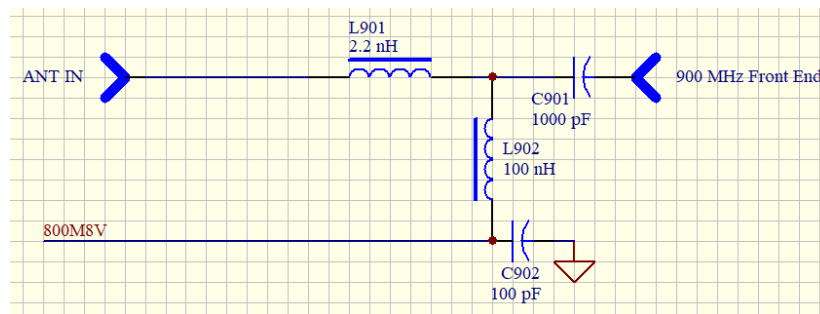 L901
2.2 nH
ANT IN
900 MHz Front End
C901
1000 pF
L902
100 nH
800M8V
C902
100 pF